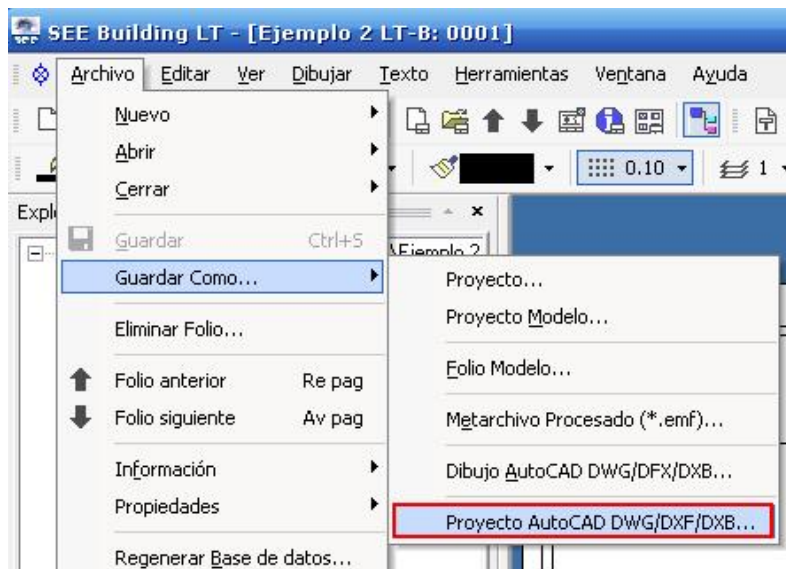 SEE Building LT - [Ejemplo 2 LT-B: 0001]
Archivo Editar Ver Dibujar Texto Herramientas Ventana Ayuda
0.10 1
Nuevo
Abrir
Cerrar
Guardar Ctrl+S
Guardar Como...
Eliminar Folio...
Folio anterior Re pag
Folio siguiente Av pag
Información
Propiedades
Regenerar Base de datos...
Proyecto...
Proyecto Modelo...
Folio Modelo...
Metarchivo Procesado (*.emf)...
Dibujo AutoCAD DWG/DFX/DXB...
Proyecto AutoCAD DWG/DXF/DXB...